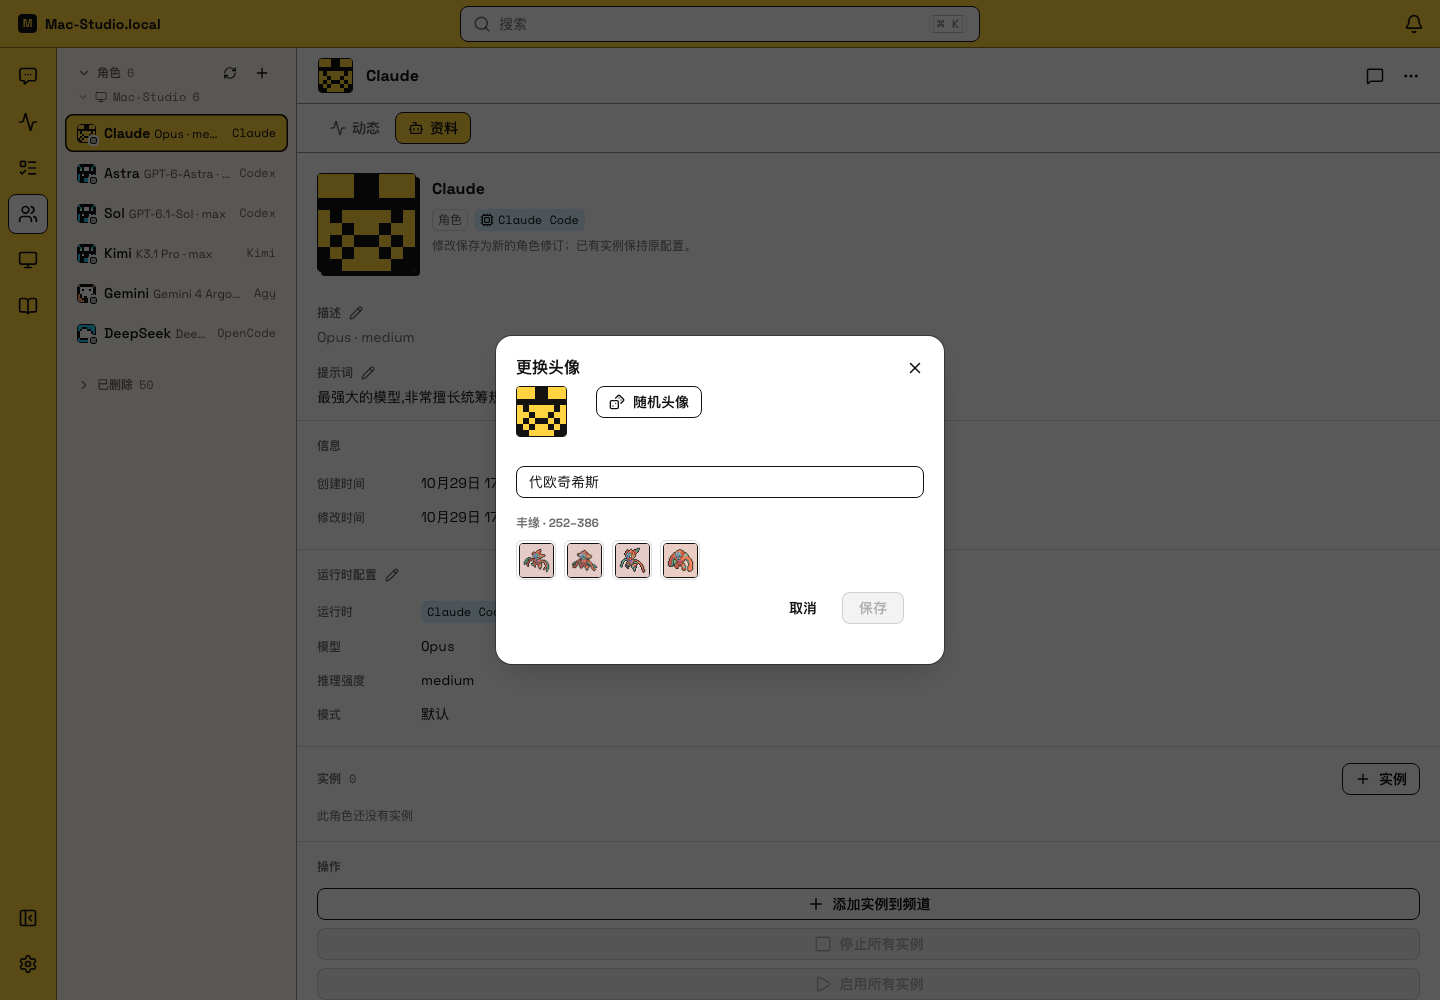 M Mac-Studio.local
搜索
⌘ K
角色 6
Mac-Studio 6
Claude Opus · me… Claude
Astra GPT-6-Astra · … Codex
Sol GPT-6.1-Sol · max Codex
Kimi K3.1 Pro · max Kimi
Gemini Gemini 4 Argo… Agy
DeepSeek Dee… OpenCode
已删除 50
Claude
动态
资料
Claude
角色
Claude Code
修改保存为新的角色修订；已有实例保持原配置。
描述
Opus · medium
提示词
最强大的模型,非常擅长统筹
信息
创建时间 10月29日 17
修改时间 10月29日 17
运行时配置
运行时 Claude Co
模型 Opus
推理强度 medium
模式 默认
实例 0
实例
此角色还没有实例
操作
添加实例到频道
停止所有实例
启用所有实例
更换头像
随机头像
代欧奇希斯
丰缘 · 252–386
取消
保存